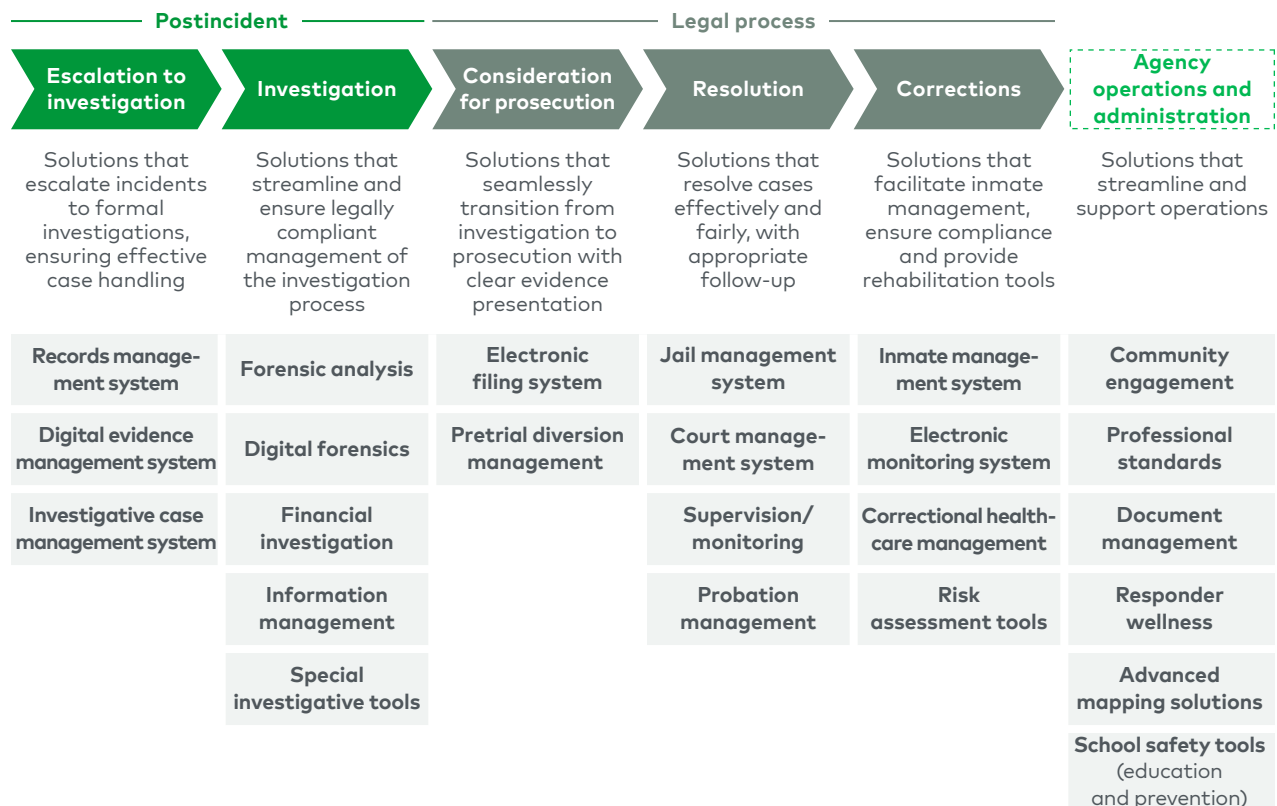 Postincident
Legal process
Escalation to
investigation
Investigation
Consideration
for prosecution
Resolution
Corrections
Agency
operations and
administration
Solutions that
escalate incidents
to formal
investigations,
ensuring effective
case handling
Solutions that
streamline and
ensure legally
compliant
management of
the investigation
process
Solutions that
seamlessly
transition from
investigation to
prosecution with
clear evidence
presentation
Solutions that
resolve cases
effectively and
fairly, with
appropriate
follow-up
Solutions that
facilitate inmate
management,
ensure compliance
and provide
rehabilitation tools
Solutions that
streamline and
support operations
Records manage-
ment system
Digital evidence
management system
Investigative case
management system
Forensic analysis
Digital forensics
Financial
investigation
Information
management
Special
investigative tools
Electronic
filing system
Pretrial diversion
management
Jail management
system
Court manage-
ment system
Supervision/
monitoring
Probation
management
Inmate manage-
ment system
Electronic
monitoring system
Correctional health-
care management
Risk
assessment tools
Community
engagement
Professional
standards
Document
management
Responder
wellness
Advanced
mapping solutions
School safety tools
(education
and prevention)